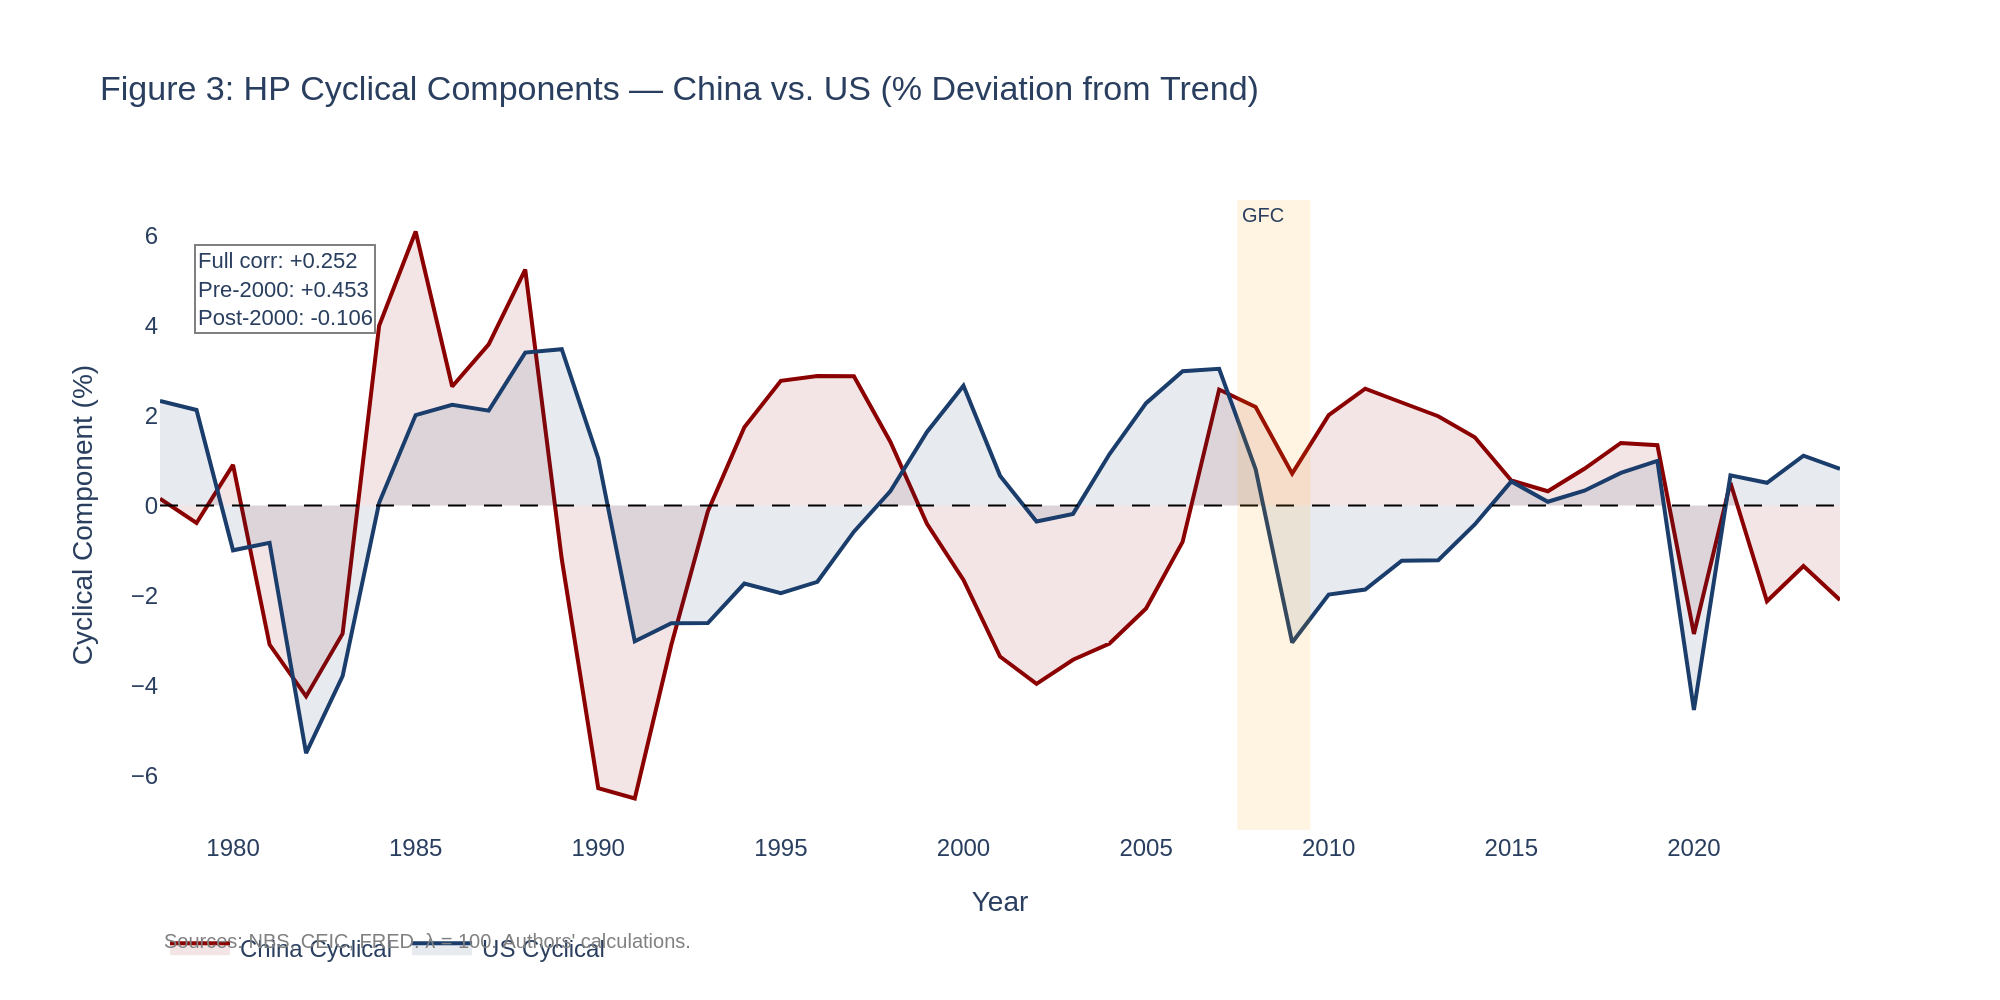 Figure 3: HP Cyclical Components — China vs. US (% Deviation from Trend)
GFC
Full corr: +0.252
Pre-2000: +0.453
Post-2000: -0.106
Cyclical Component (%)
6
4
2
0
−2
−4
−6
1980 1985 1990 1995 2000 2005 2010 2015 2020
Year
Sources: NBS, CEIC, FRED. λ = 100. Authors' calculations.
China Cyclical US Cyclical